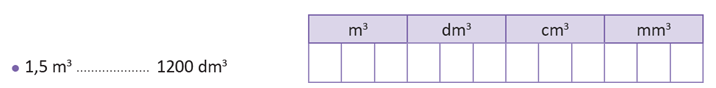 m³ dm³ cm³ mm³
• 1,5 m³ .................... 1200 dm³